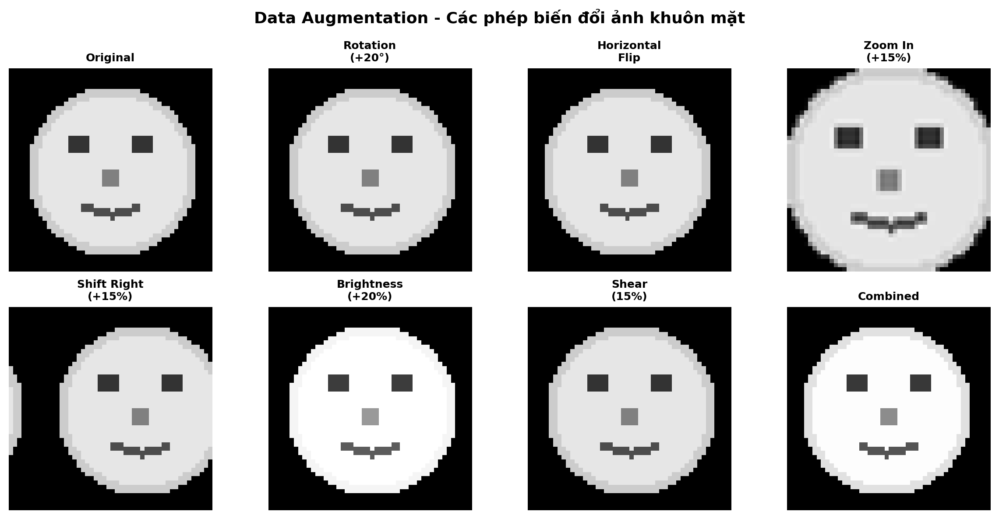 Data Augmentation - Các phép biến đổi ảnh khuôn mặt
Original
Rotation
(+20°)
Horizontal
Flip
Zoom In
(+15%)
Shift Right
(+15%)
Brightness
(+20%)
Shear
(15%)
Combined